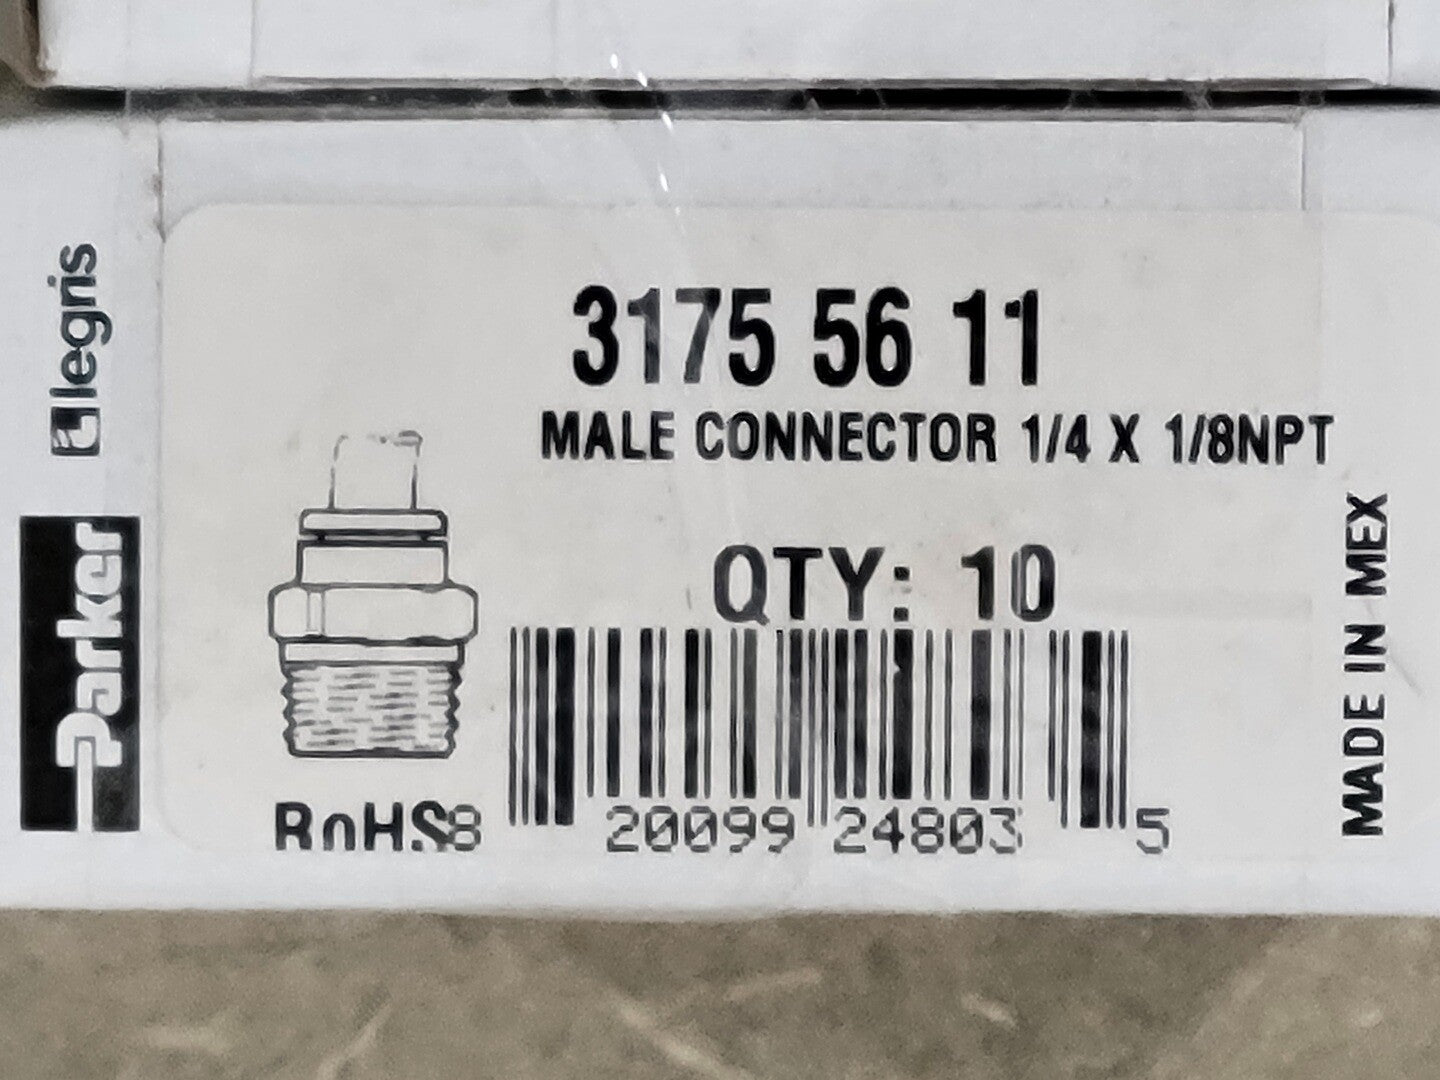 legris
Parker
3175 56 11
MALE CONNECTOR 1/4 X 1/8NPT
QTY: 10
RoHS
8 20099 24803 5
MADE IN MEX